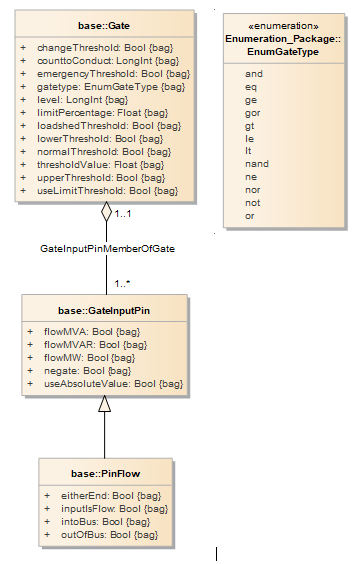 base::Gate
+ changeThreshold: Bool {bag}
+ counttoConduct: LongInt {bag}
+ emergencyThreshold: Bool {bag}
+ gatetype: EnumGateType {bag}
+ level: LongInt {bag}
+ limitPercentage: Float {bag}
+ loadshedThreshold: Bool {bag}
+ lowerThreshold: Bool {bag}
+ normalThreshold: Bool {bag}
+ thresholdValue: Float {bag}
+ upperThreshold: Bool {bag}
+ useLimitThreshold: Bool {bag}
«enumeration»
Enumeration_Package::
EnumGateType
and
eq
ge
gor
gt
le
lt
nand
ne
nor
not
or
1..1
GateInputPinMemberOfGate
1..*
base::GateInputPin
+ flowMVA: Bool {bag}
+ flowMVAR: Bool {bag}
+ flowMW: Bool {bag}
+ negate: Bool {bag}
+ useAbsoluteValue: Bool {bag}
base::PinFlow
+ eitherEnd: Bool {bag}
+ inputIsFlow: Bool {bag}
+ intoBus: Bool {bag}
+ outOfBus: Bool {bag}